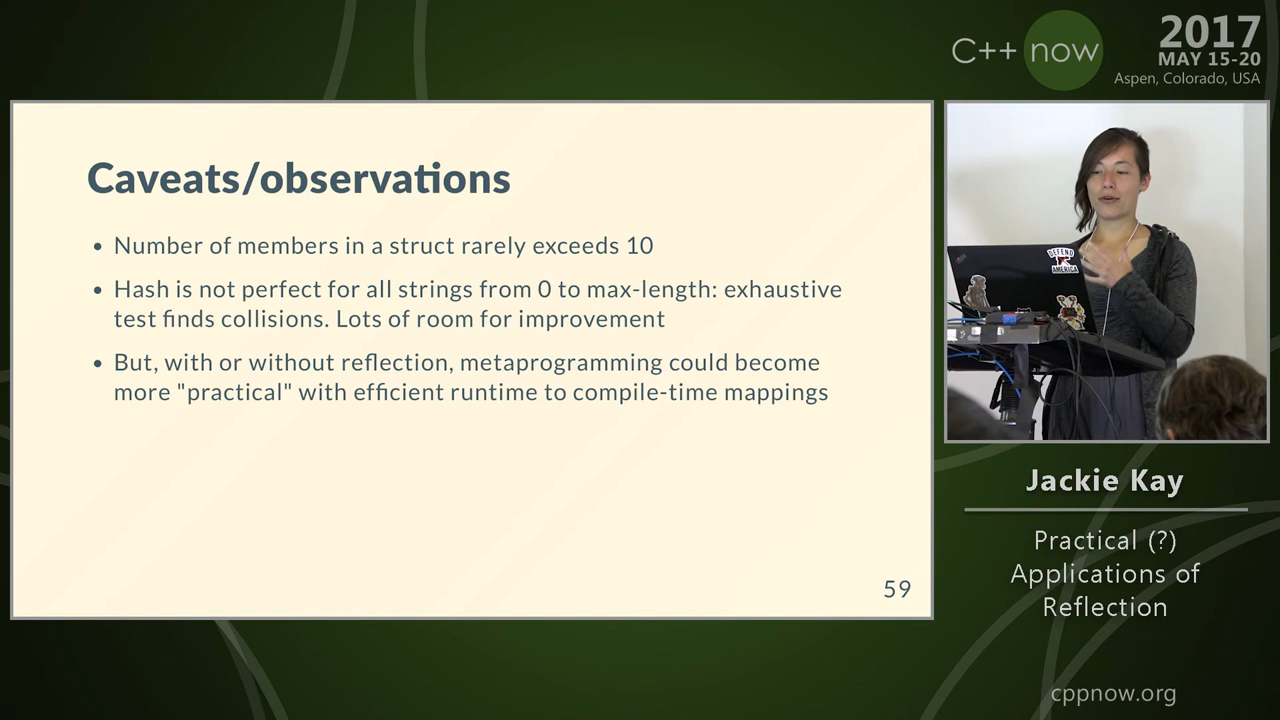 C++ now
2017
MAY 15-20
Aspen, Colorado, USA
Caveats/observations
• Number of members in a struct rarely exceeds 10
• Hash is not perfect for all strings from 0 to max-length: exhaustive
test finds collisions. Lots of room for improvement
• But, with or without reflection, metaprogramming could become
more "practical" with efficient runtime to compile-time mappings
59
DEFEND
AMERICA
Jackie Kay
Practical (?)
Applications of
Reflection
cppnow.org